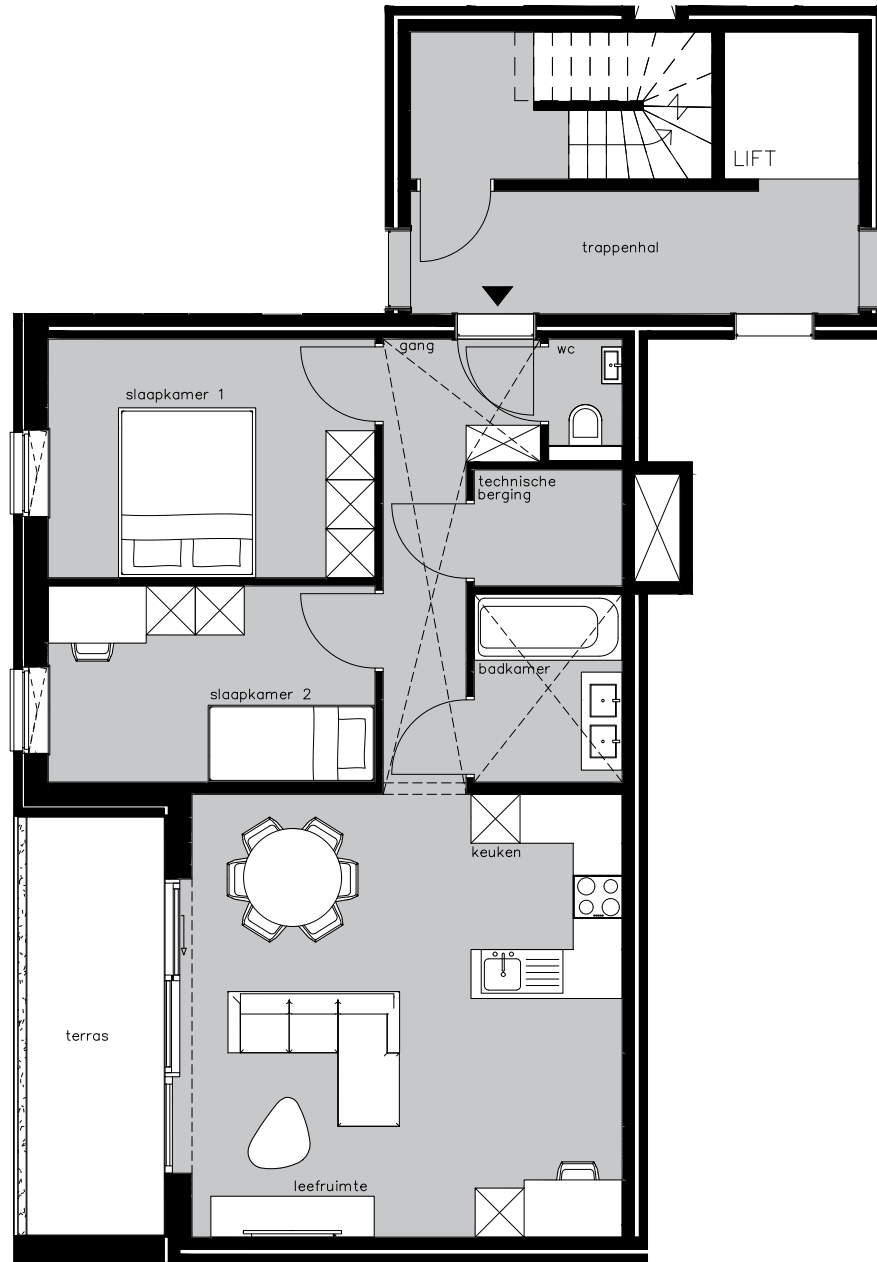 LIFT
trappenhal
gang
wc
slaapkamer 1
technische
berging
badkamer
slaapkamer 2
keuken
terras
leefruimte